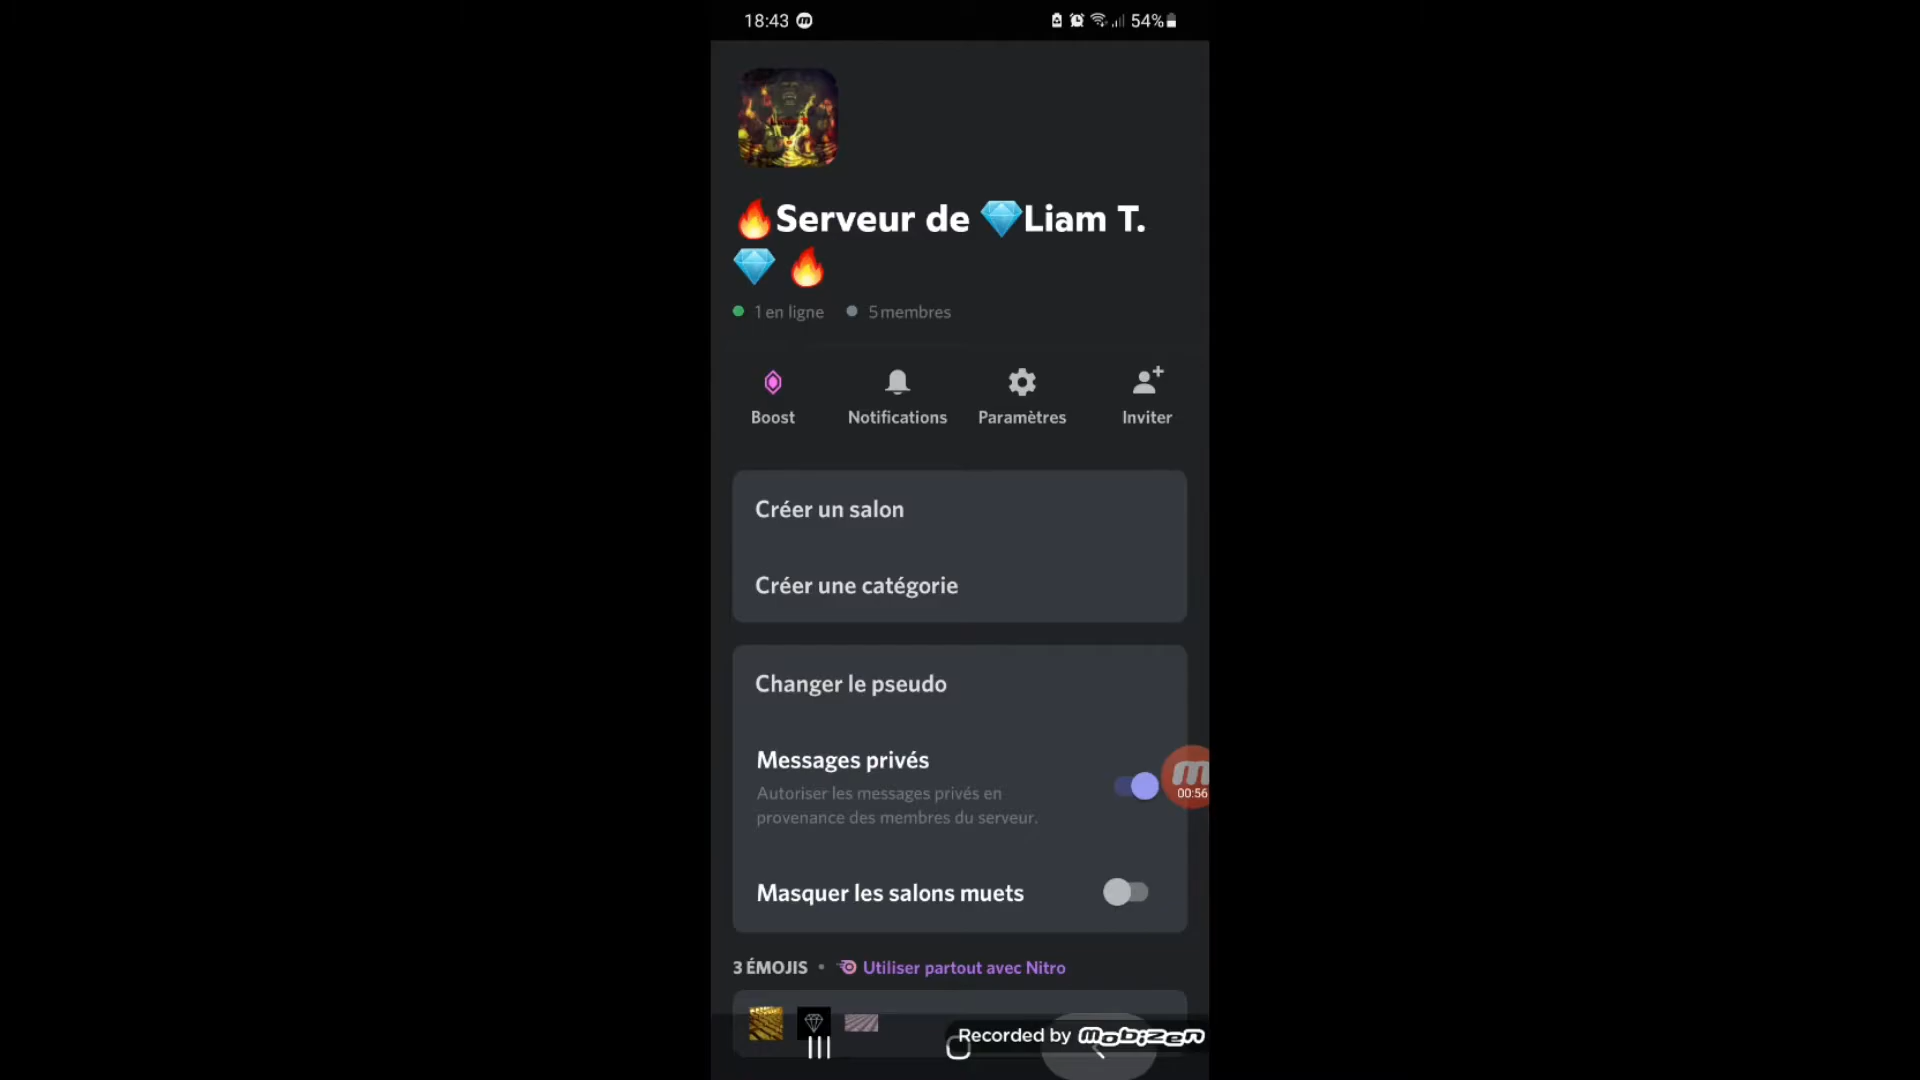 18:43 54%
🔥Serveur de 💎Liam T.
💎 🔥
1 en ligne 5 membres
Boost Notifications Paramètres Inviter
Créer un salon
Créer une catégorie
Changer le pseudo
Messages privés
Autoriser les messages privés en
provenance des membres du serveur.
00:56
Masquer les salons muets
3 ÉMOJIS • Utiliser partout avec Nitro
Recorded by mobizen